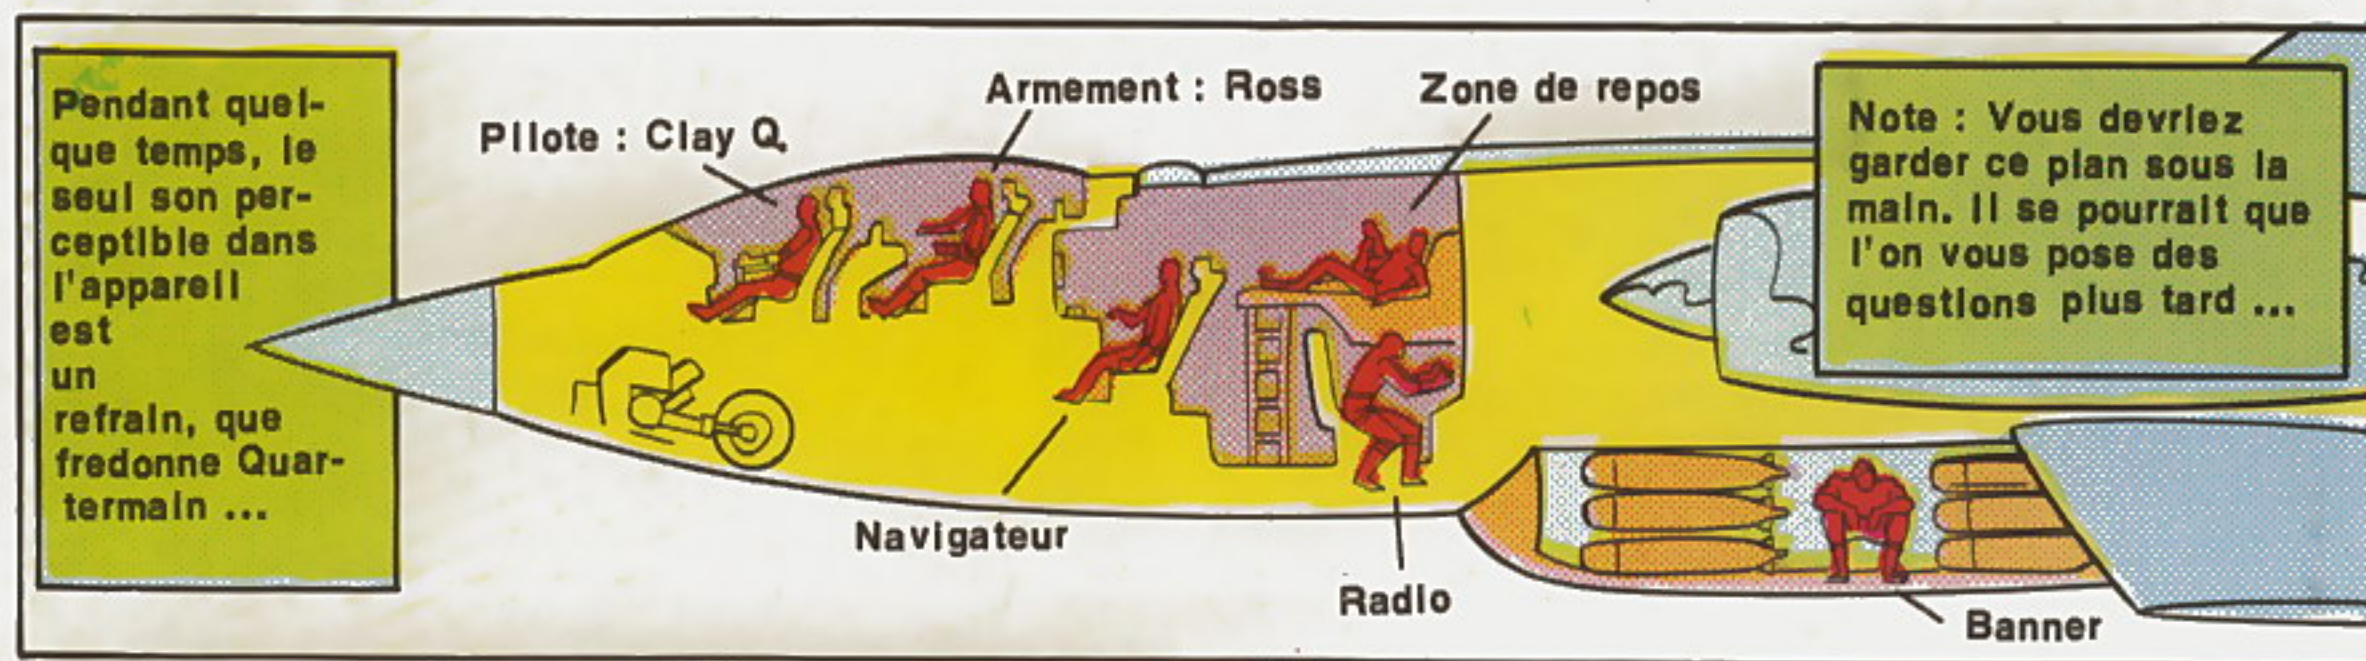 Pendant quel-
que temps, le
seul son per-
ceptible dans
l'appareil
est
un
refrain, que
fredonne Quar-
termain ...
Pilote : Clay Q.
Armement : Ross
Zone de repos
Note : Vous devriez
garder ce plan sous la
main. Il se pourrait que
l'on vous pose des
questions plus tard ...
Navigateur
Radio
Banner